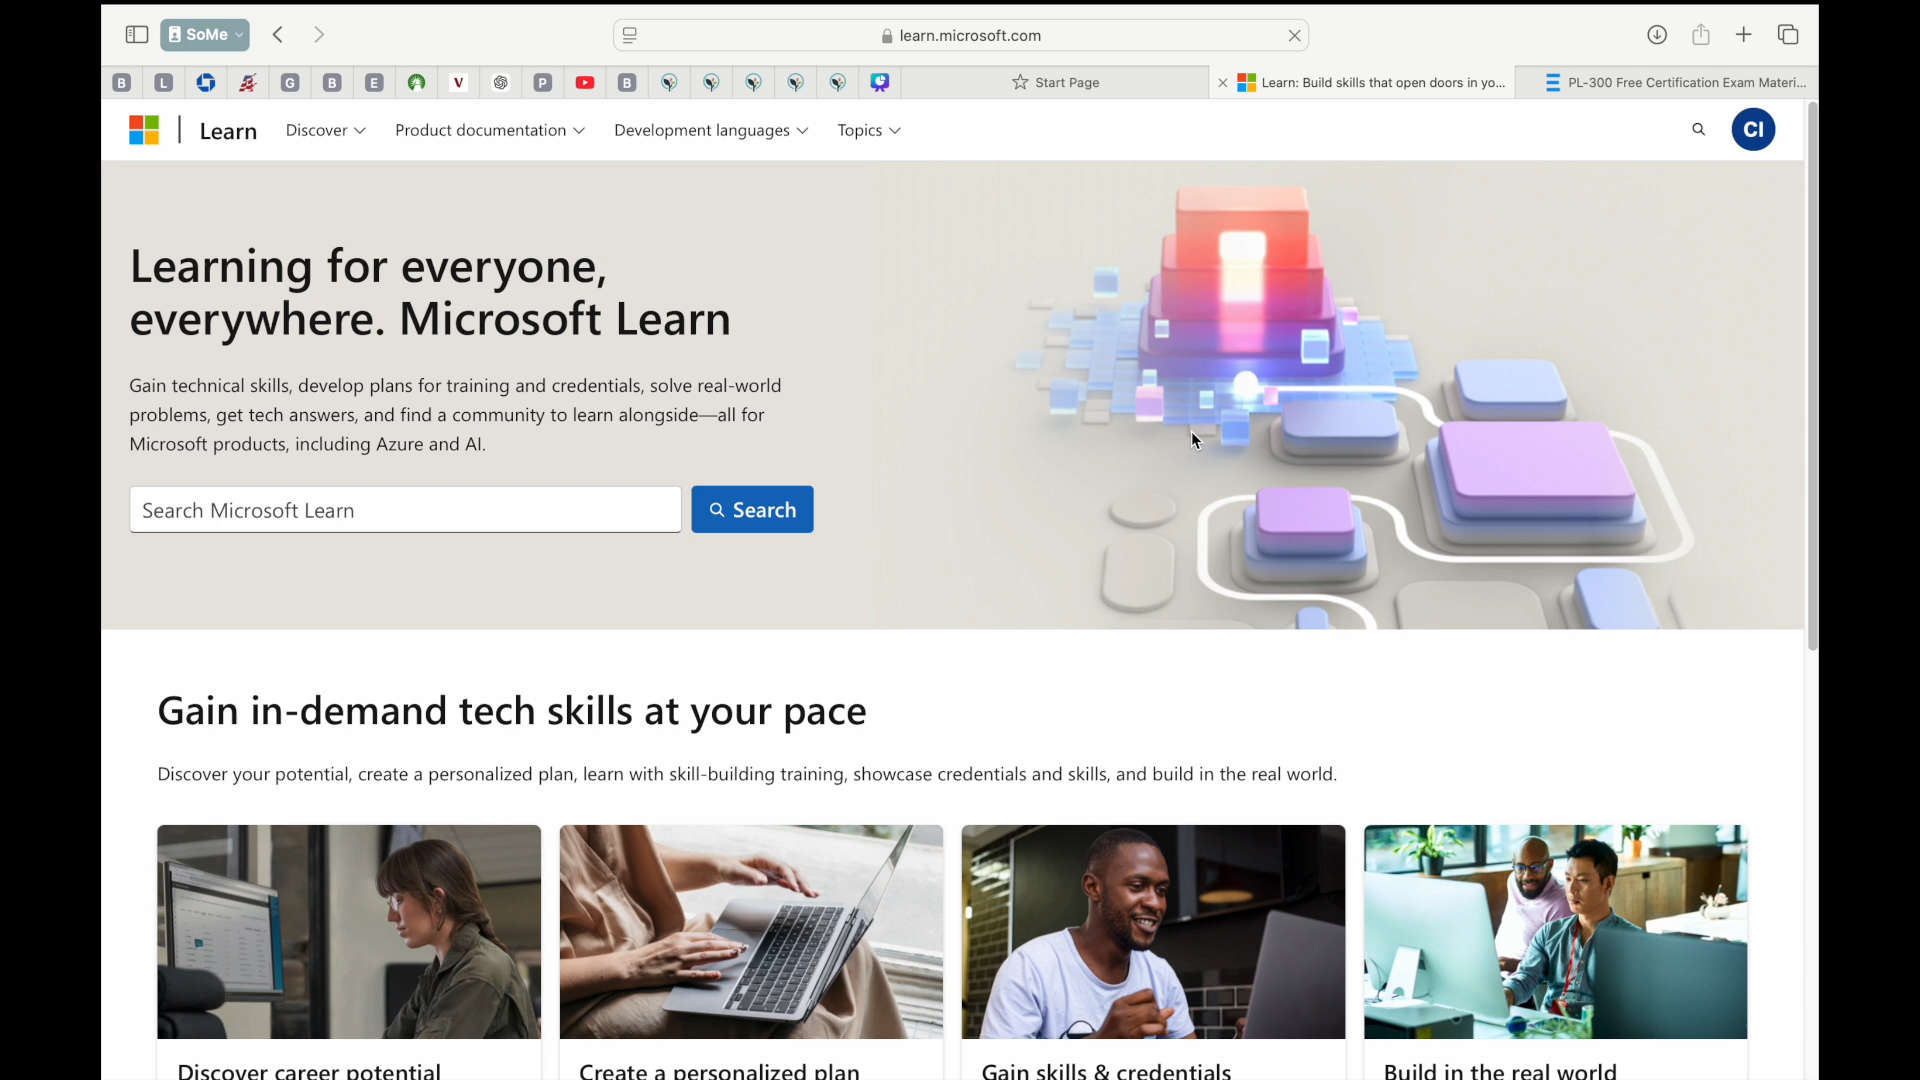 SoMe
learn.microsoft.com
B
L
G
B
E
V
P
B
Start Page
Learn: Build skills that open doors in yo...
PL-300 Free Certification Exam Materi...
Learn
Discover
Product documentation
Development languages
Topics
CI
Learning for everyone,
everywhere. Microsoft Learn
Gain technical skills, develop plans for training and credentials, solve real-world
problems, get tech answers, and find a community to learn alongside—all for
Microsoft products, including Azure and AI.
Search Microsoft Learn
Search
Gain in-demand tech skills at your pace
Discover your potential, create a personalized plan, learn with skill-building training, showcase credentials and skills, and build in the real world.
Discover career potential
Create a personalized plan
Gain skills & credentials
Build in the real world